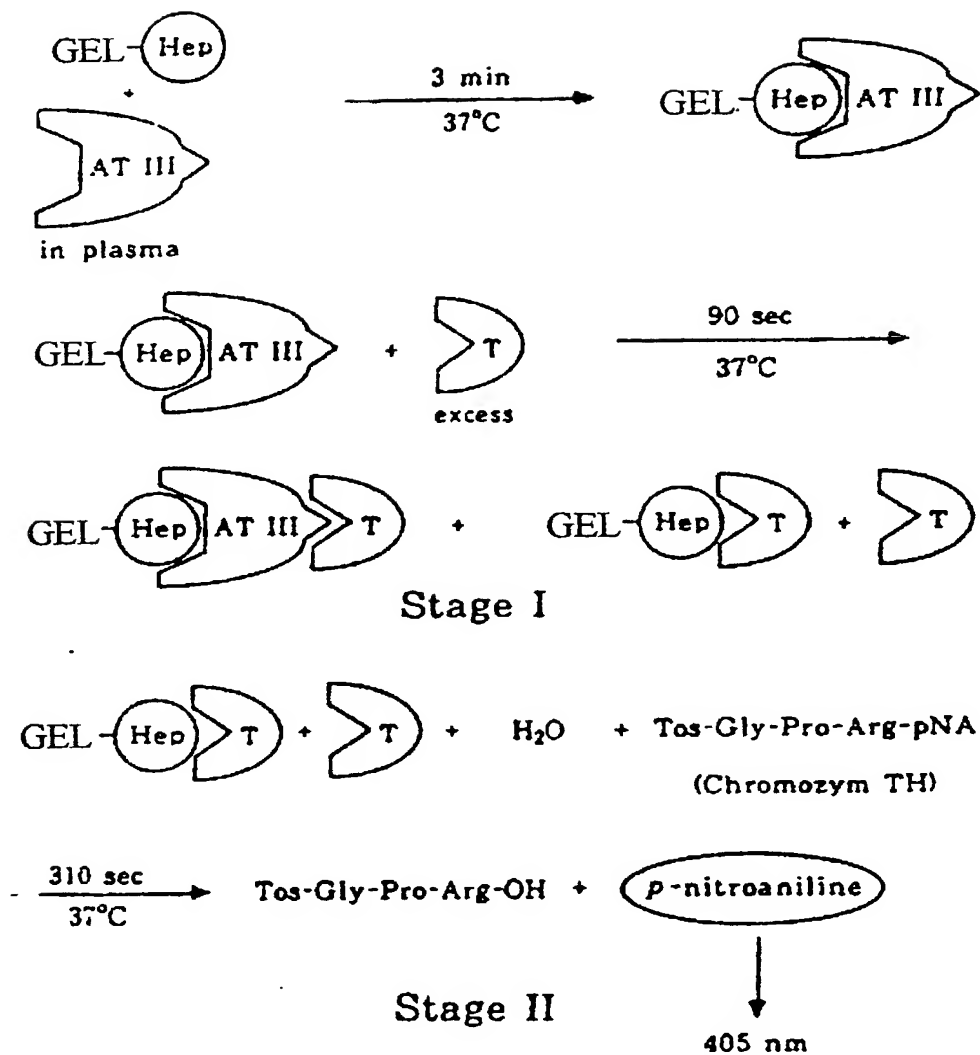 GEL-Hep
+
AT III
in plasma
3 min
37°C
GEL-Hep AT III
GEL-Hep AT III + T
excess
90 sec
37°C
GEL-Hep AT III T + GEL-Hep T + T
Stage I
GEL-Hep T + T + H₂O + Tos-Gly-Pro-Arg-pNA
(Chromozym TH)
310 sec
37°C
Tos-Gly-Pro-Arg-OH + p-nitroaniline
Stage II
405 nm